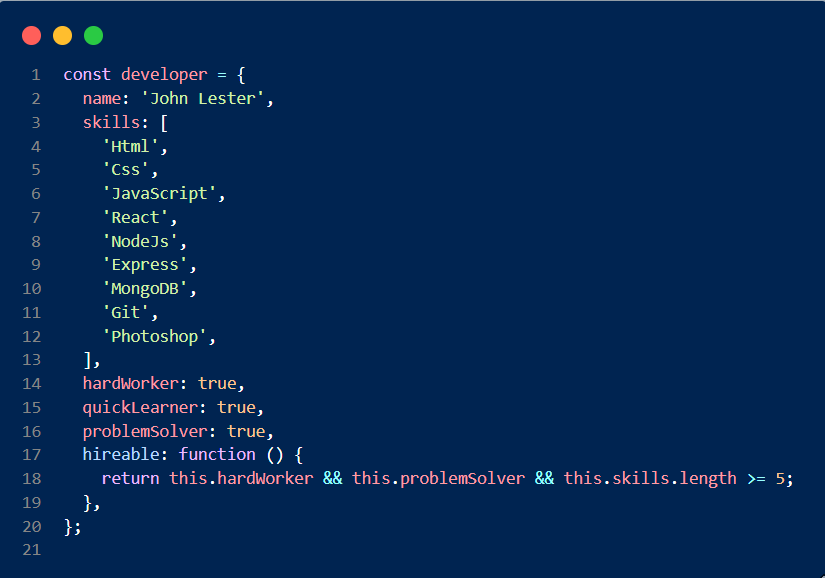 1 const developer = {
2   name: 'John Lester',
3   skills: [
4     'Html',
5     'Css',
6     'JavaScript',
7     'React',
8     'NodeJs',
9     'Express',
10     'MongoDB',
11     'Git',
12     'Photoshop',
13   ],
14   hardWorker: true,
15   quickLearner: true,
16   problemSolver: true,
17   hireable: function () {
18     return this.hardWorker && this.problemSolver && this.skills.length >= 5;
19   },
20 };
21